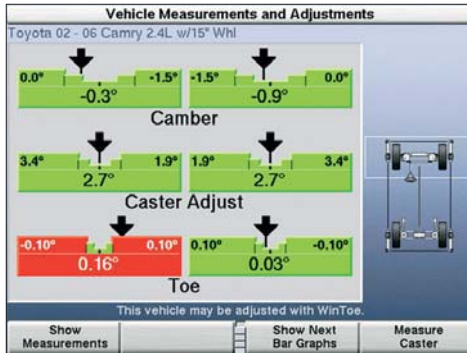 Vehicle Measurements and Adjustments
Toyota 02 - 06 Camry 2.4L w/15" Whl
0.0° -1.5° -1.5° 0.0°
-0.3° -0.9°
Camber
3.4° 1.9° 1.9° 3.4°
2.7° 2.7°
Caster Adjust
-0.10° 0.10° 0.10° -0.10°
0.16° 0.03°
Toe
This vehicle may be adjusted with WinToe.
Show Measurements
Show Next Bar Graphs
Measure Caster